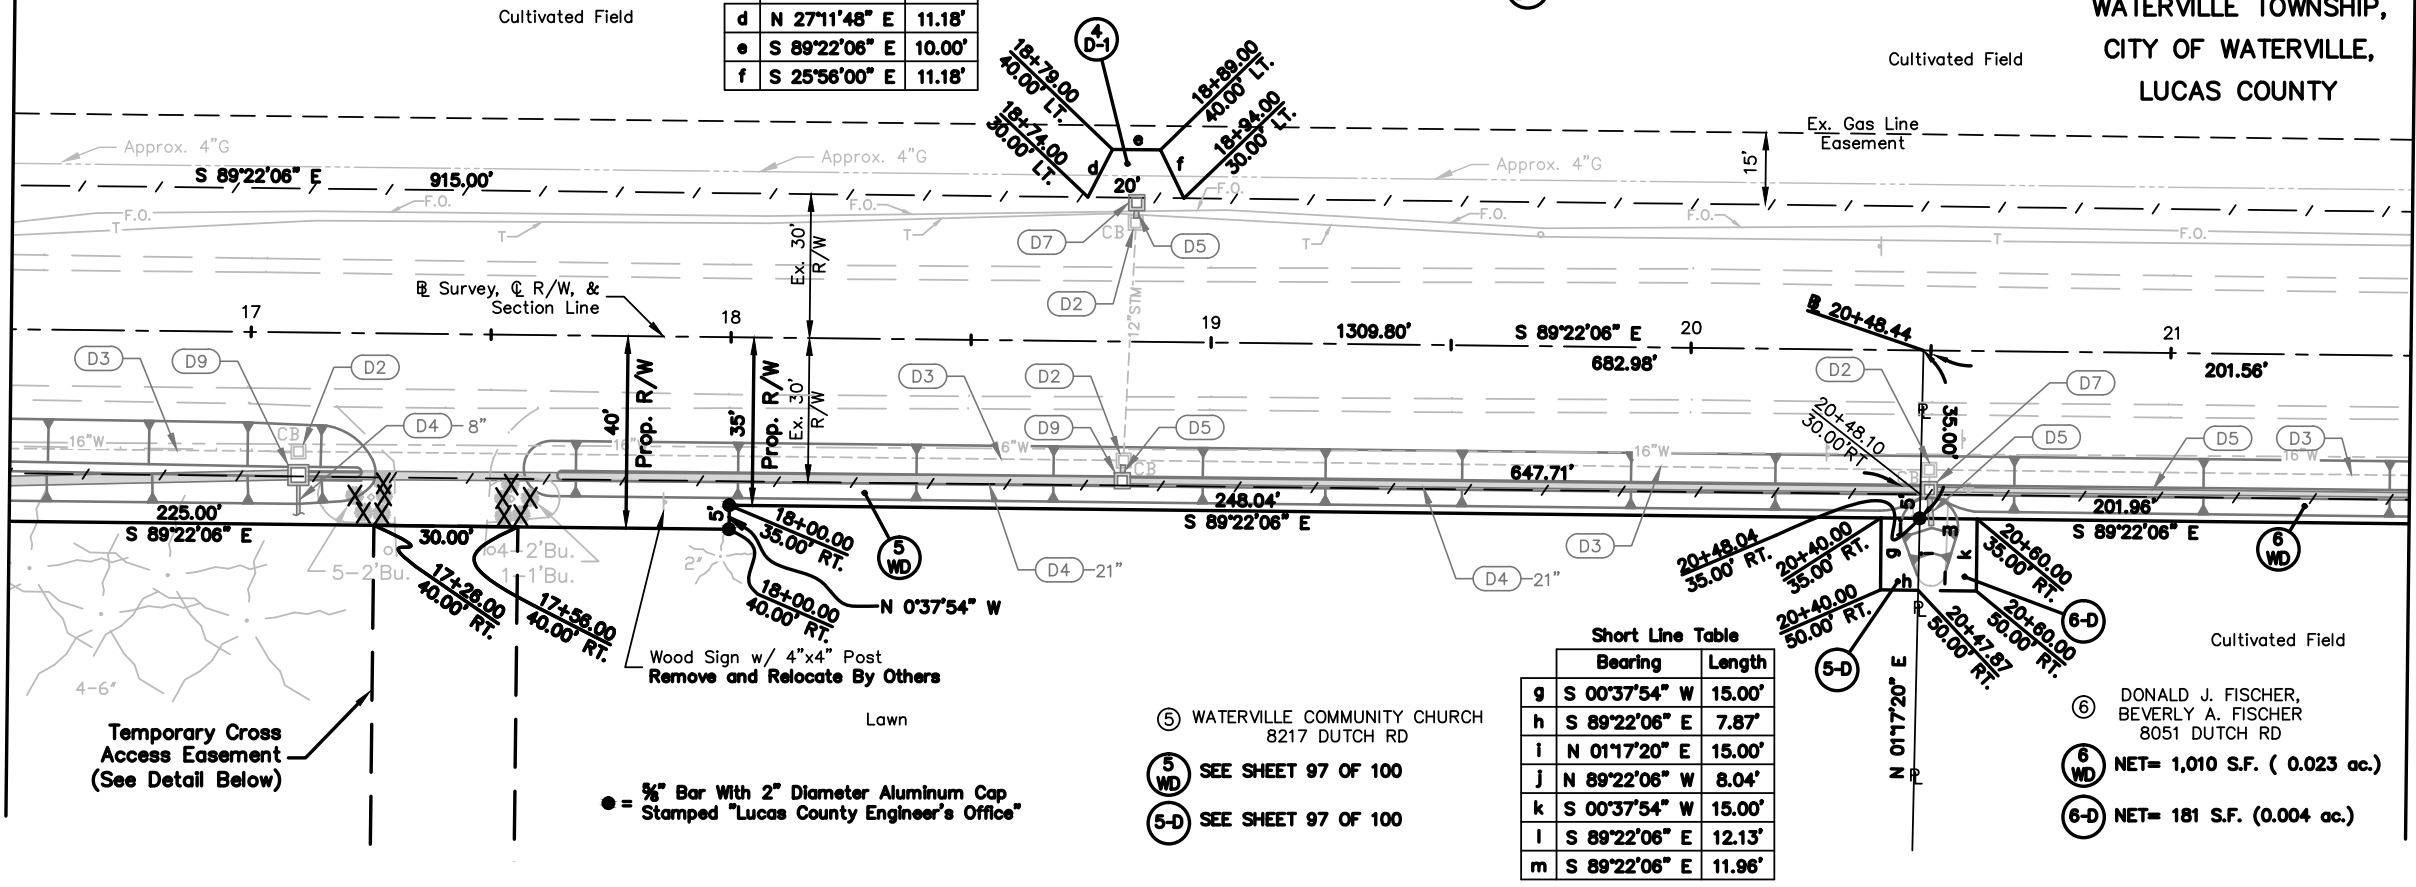 Cultivated Field
d N 27°11'48" E 11.18'
e S 89°22'06" E 10.00'
f S 25°56'00" E 11.18'
4
D-1
WATERVILLE TOWNSHIP,
CITY OF WATERVILLE,
LUCAS COUNTY
Cultivated Field
18+79.00
40.00' LT.
18+89.00
40.00' LT.
18+74.00
30.00' LT.
18+94.00
30.00' LT.
d
e
f
20'
Ex. Gas Line
Easement
15'
Approx. 4"G
Approx. 4"G
Approx. 4"G
S 89°22'06" E 915.00'
F.O.
F.O.
F.O.
F.O.
F.O.
F.O.
F.O.
T
T
T
T
T
D7
CB
D5
D2
12"STM
Ex. 30'
R/W
℄ Survey, ℄ R/W, &
Section Line
17
18
19
20
21
1309.80'
S 89°22'06" E
682.98'
201.56'
20+48.44
D3
D9
D2
CB
D4
8"
16"W
40'
Prop. R/W
35'
Prop. R/W
Ex. 30'
R/W
16"
D3
D2
D9
D5
CB
16"W
D2
20+48.10
30.00' RT
35.00'
D7
D5
D5
D3
16"W
16"W
647.71'
248.04'
S 89°22'06" E
225.00'
S 89°22'06" E
30.00'
5-2'Bu.
4-2'Bu.
1-1'Bu.
5'
2"
18+00.00
35.00' RT.
18+00.00
40.00' RT.
N 0°37'54" W
5
WD
D4
21"
D4
21"
D3
5'
201.96'
S 89°22'06" E
6
WD
17+26.00
40.00' RT.
17+56.00
40.00' RT.
20+48.04
35.00' RT.
20+40.00
35.00' RT.
20+40.00
50.00' RT.
g
h
i
k
l
m
20+60.00
35.00' RT.
20+60.00
50.00' RT.
20+47.87
50.00' RT.
6-D
5-D
N 01°17'20" E
4-6"
Wood Sign w/ 4"x4" Post
Remove and Relocate By Others
Lawn
Cultivated Field
Temporary Cross
Access Easement
(See Detail Below)
● = ⅝" Bar With 2" Diameter Aluminum Cap
Stamped "Lucas County Engineer's Office"
5 WATERVILLE COMMUNITY CHURCH
8217 DUTCH RD
5
WD SEE SHEET 97 OF 100
5-D SEE SHEET 97 OF 100
Short Line Table
Bearing Length
g S 00°37'54" W 15.00'
h S 89°22'06" E 7.87'
i N 01°17'20" E 15.00'
j N 89°22'06" W 8.04'
k S 00°37'54" W 15.00'
l S 89°22'06" E 12.13'
m S 89°22'06" E 11.96'
6 DONALD J. FISCHER,
BEVERLY A. FISCHER
8051 DUTCH RD
6
WD NET= 1,010 S.F. ( 0.023 ac.)
6-D NET= 181 S.F. (0.004 ac.)